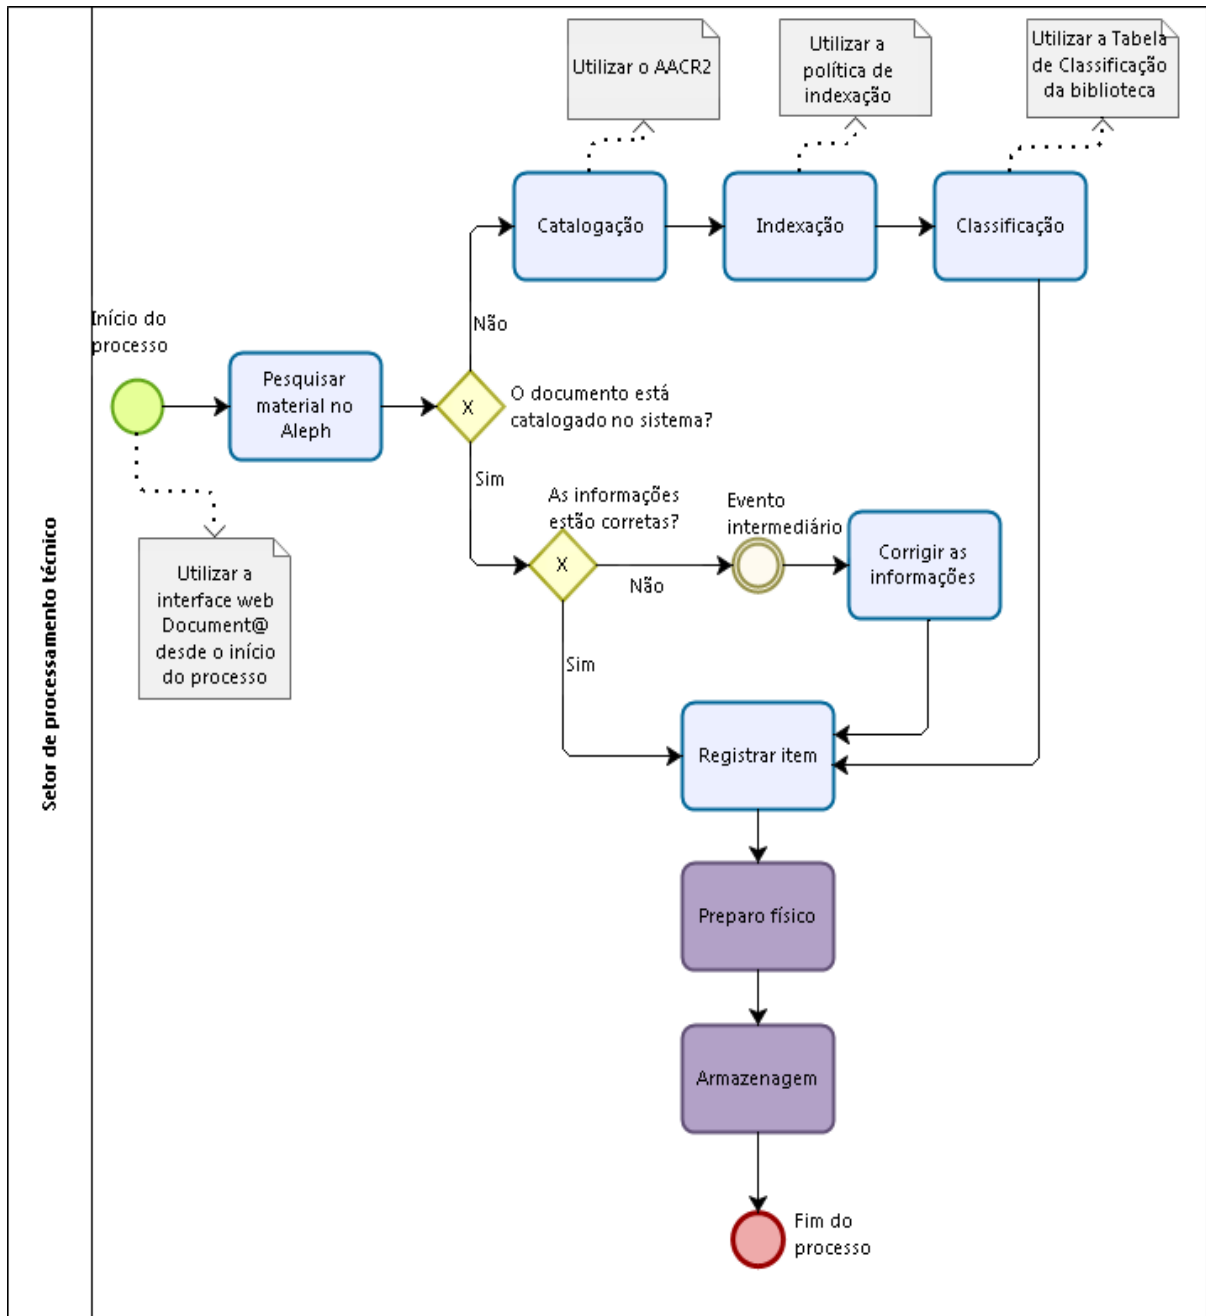 Setor de processamento técnico
Utilizar o AACR2
Utilizar a
política de
indexação
Utilizar a Tabela
de Classificação
da biblioteca
Catalogação
Indexação
Classificação
Não
Início do
processo
Pesquisar
material no
Aleph
X
O documento está
catalogado no sistema?
Sim
As informações
estão corretas?
Evento
intermediário
X
Não
Corrigir as
informações
Utilizar a
interface web
Document@
desde o início
do processo
Sim
Registrar item
Preparo físico
Armazenagem
Fim do
processo